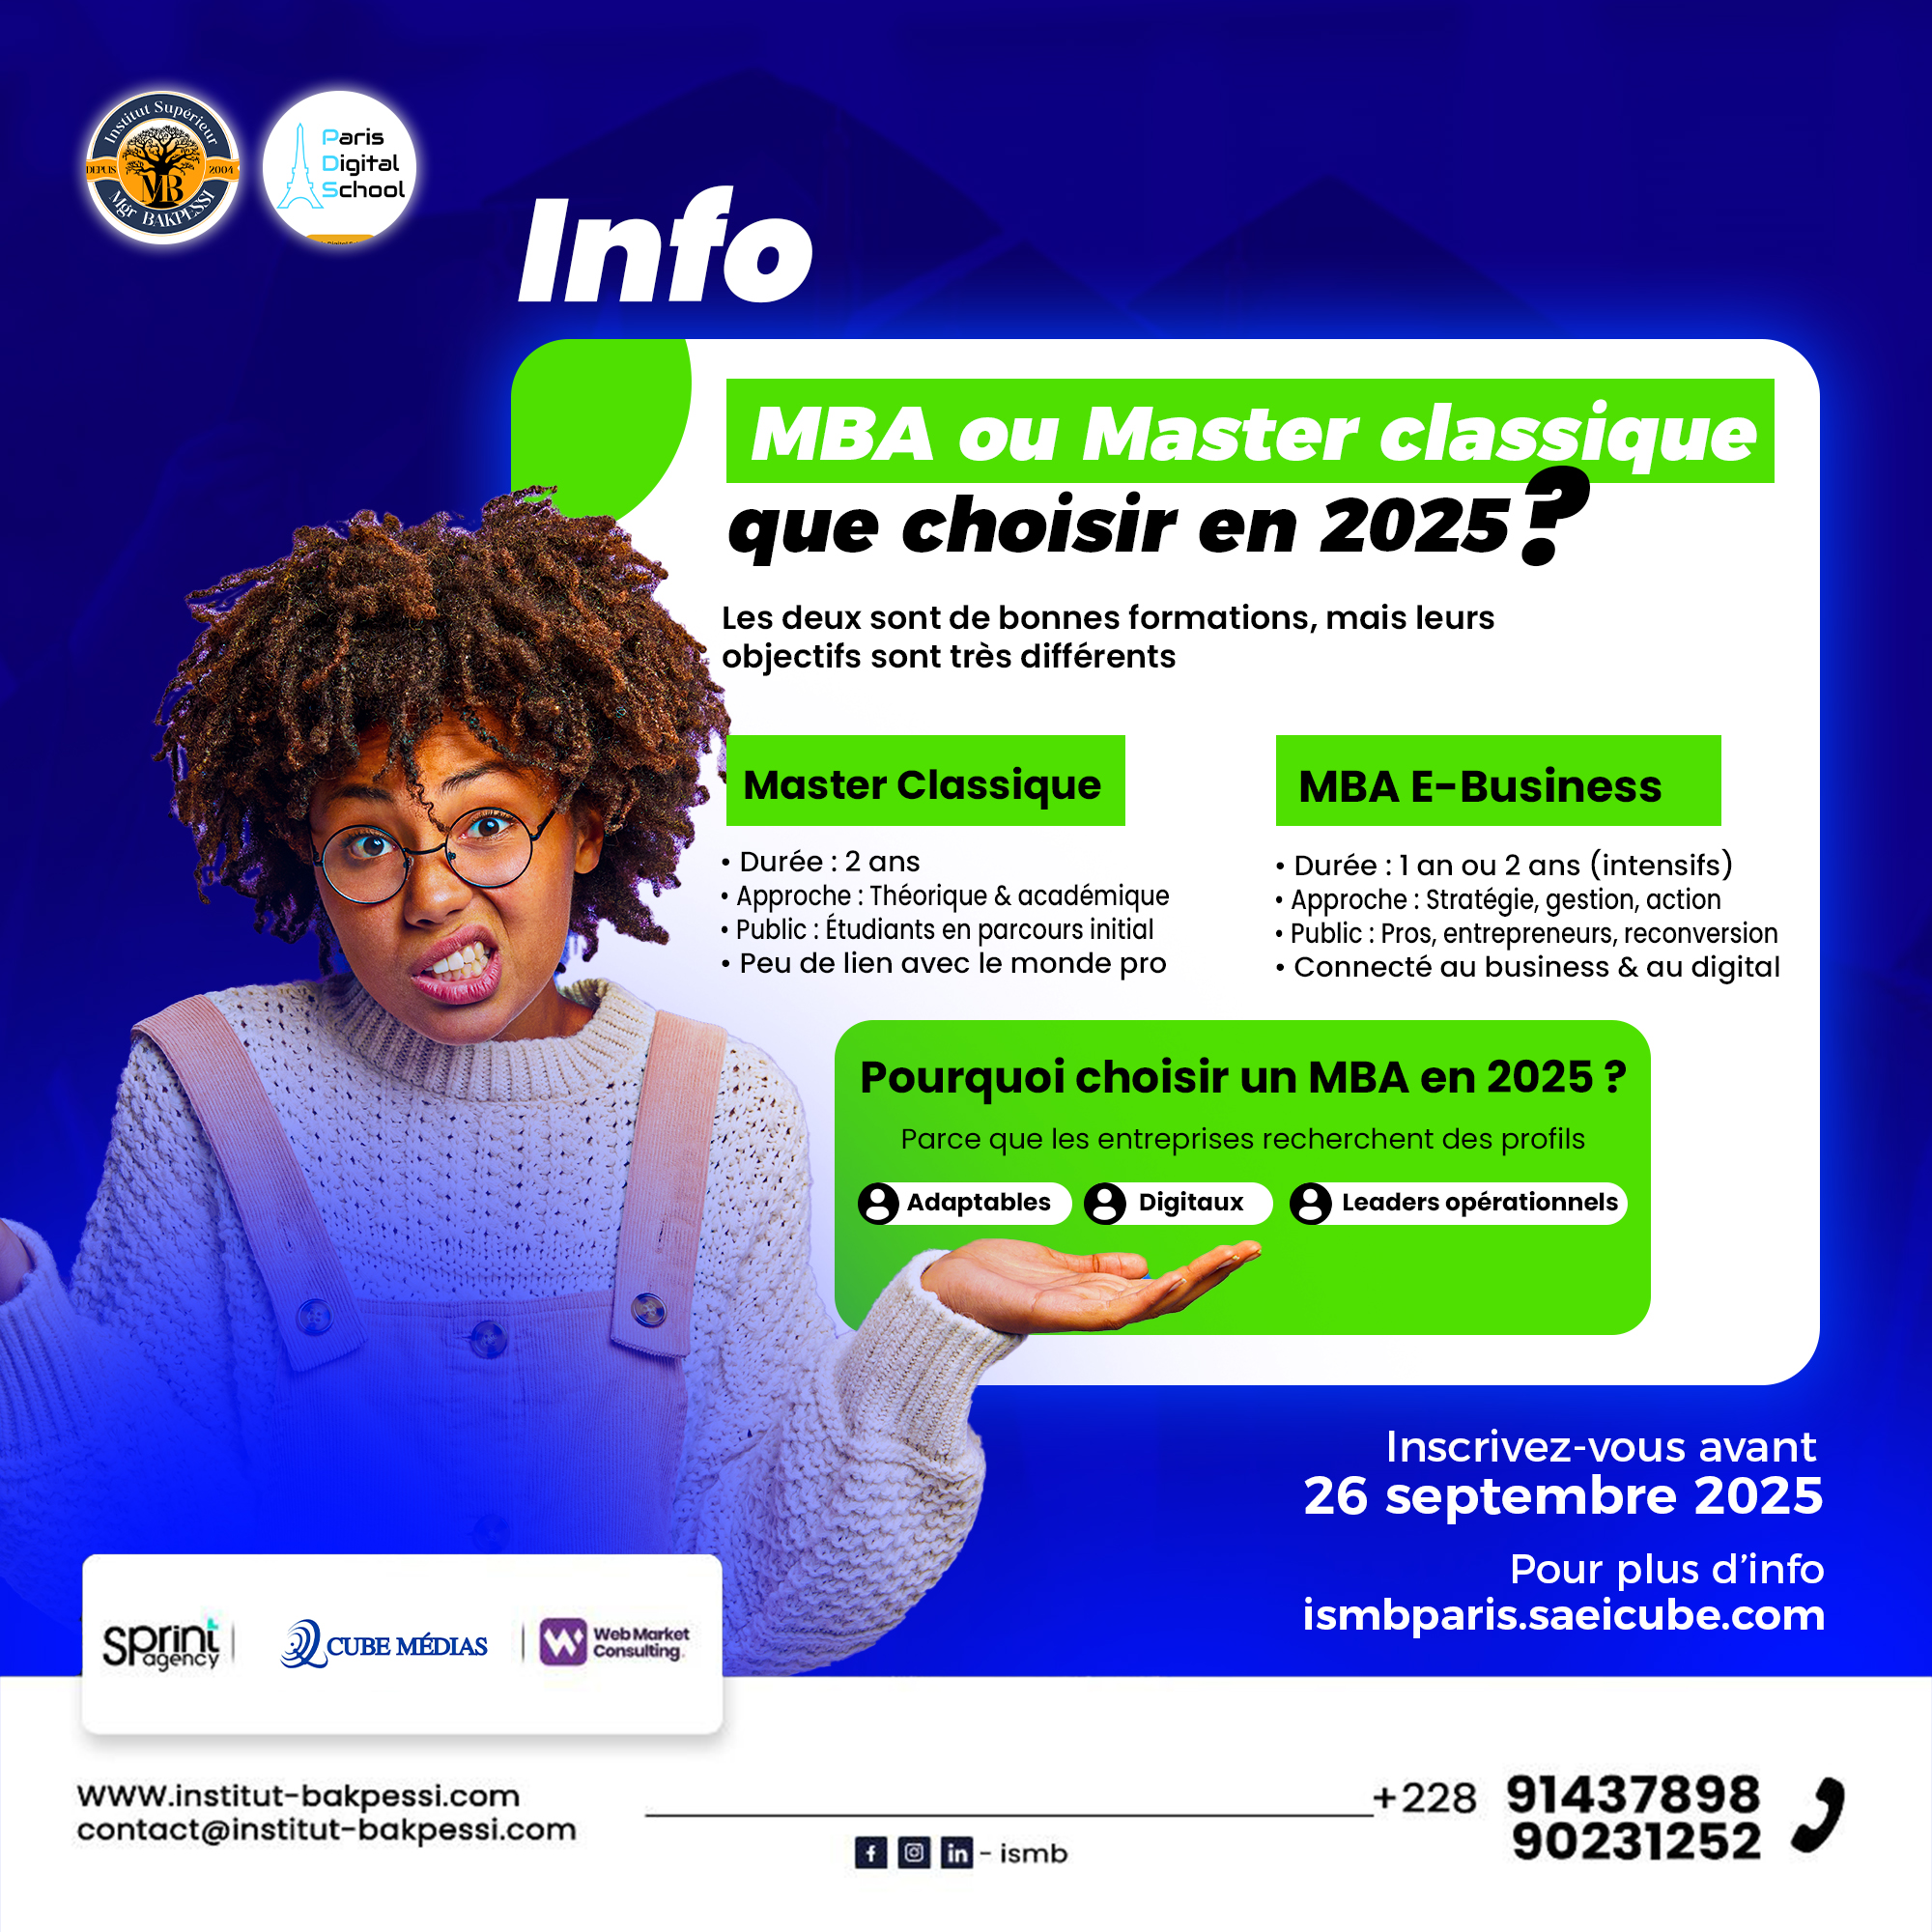 Institut Supérieur
DEPUIS 2004
MB
Mgr BAKPESSI
Paris
Digital
School
Info
MBA ou Master classique
que choisir en 2025?
Les deux sont de bonnes formations, mais leurs
objectifs sont très différents
Master Classique
• Durée : 2 ans
• Approche : Théorique & académique
• Public : Étudiants en parcours initial
• Peu de lien avec le monde pro
MBA E-Business
• Durée : 1 an ou 2 ans (intensifs)
• Approche : Stratégie, gestion, action
• Public : Pros, entrepreneurs, reconversion
• Connecté au business & au digital
Pourquoi choisir un MBA en 2025 ?
Parce que les entreprises recherchent des profils
Adaptables Digitaux Leaders opérationnels
Inscrivez-vous avant
26 septembre 2025
Pour plus d’info
ismbparis.saeicube.com
sprint
agency
CUBE MÉDIAS
Web Market
Consulting.
WWW.institut-bakpessi.com
contact@institut-bakpessi.com
- ismb
+228 91437898
90231252